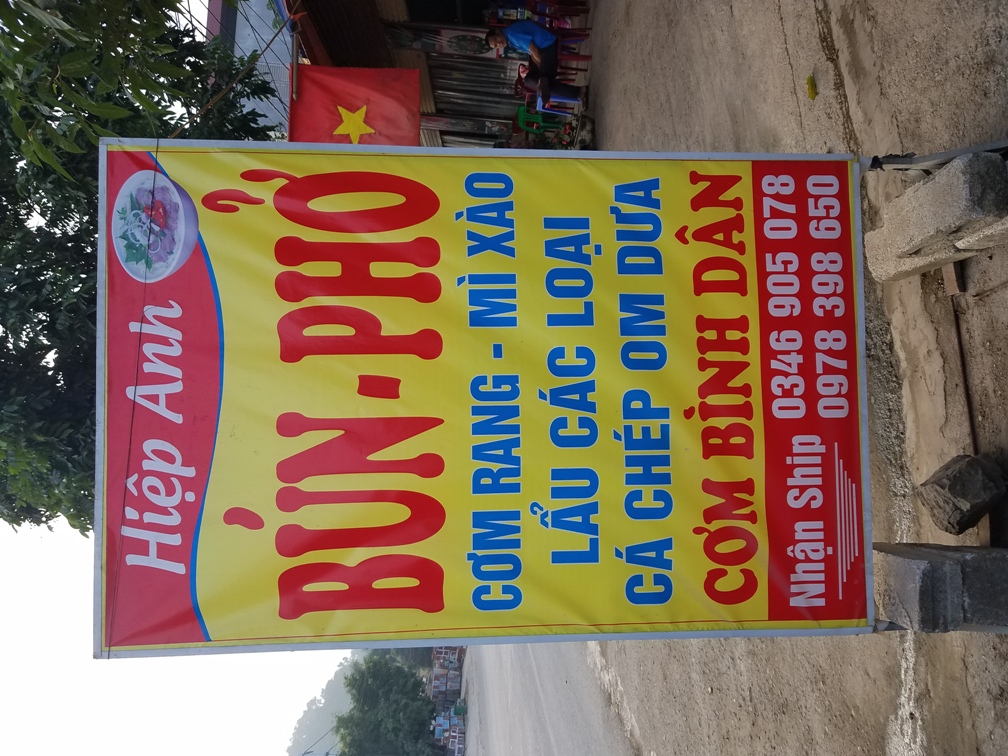 Hiệp Anh
BÚN - PHỞ
CƠM RANG - MÌ XÀO
LẨU CÁC LOẠI
CÁ CHÉP OM DƯA
CƠM BÌNH DÂN
Nhận Ship 0346 905 078
0978 398 650